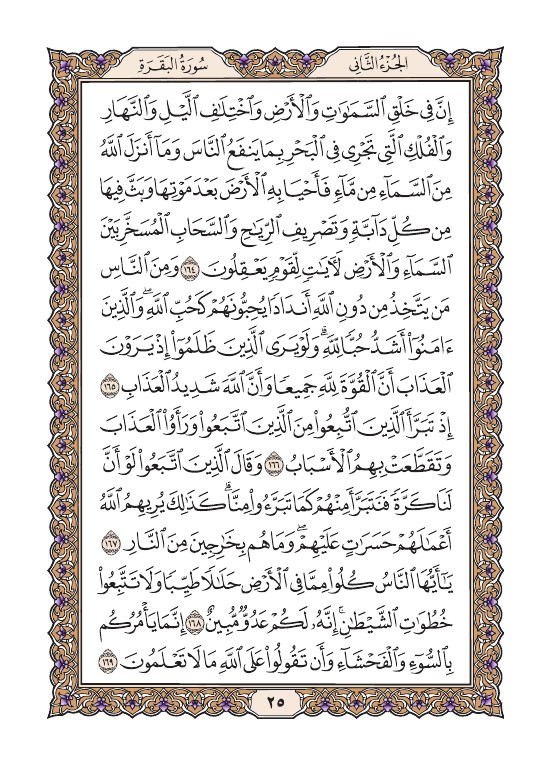 الجُزْءُ الثَّانِى
سُورَةُ البَقَرَةِ
إِنَّ فِى خَلْقِ ٱلسَّمَٰوَٰتِ وَٱلْأَرْضِ وَٱخْتِلَٰفِ ٱلَّيْلِ وَٱلنَّهَارِ
وَٱلْفُلْكِ ٱلَّتِى تَجْرِى فِى ٱلْبَحْرِ بِمَا يَنفَعُ ٱلنَّاسَ وَمَآ أَنزَلَ ٱللَّهُ
مِنَ ٱلسَّمَآءِ مِن مَّآءٍ فَأَحْيَا بِهِ ٱلْأَرْضَ بَعْدَ مَوْتِهَا وَبَثَّ فِيهَا
مِن كُلِّ دَآبَّةٍ وَتَصْرِيفِ ٱلرِّيَٰحِ وَٱلسَّحَابِ ٱلْمُسَخَّرِ بَيْنَ
ٱلسَّمَآءِ وَٱلْأَرْضِ لَأٓيَٰتٍ لِّقَوْمٍ يَعْقِلُونَ ١٦٤ وَمِنَ ٱلنَّاسِ
مَن يَتَّخِذُ مِن دُونِ ٱللَّهِ أَندَادًا يُحِبُّونَهُمْ كَحُبِّ ٱللَّهِۖ وَٱلَّذِينَ
ءَامَنُوٓا۟ أَشَدُّ حُبًّا لِّلَّهِۗ وَلَوْ يَرَى ٱلَّذِينَ ظَلَمُوٓا۟ إِذْ يَرَوْنَ
ٱلْعَذَابَ أَنَّ ٱلْقُوَّةَ لِلَّهِ جَمِيعًا وَأَنَّ ٱللَّهَ شَدِيدُ ٱلْعَذَابِ ١٦٥
إِذْ تَبَرَّأَ ٱلَّذِينَ ٱتُّبِعُوا۟ مِنَ ٱلَّذِينَ ٱتَّبَعُوا۟ وَرَأَوُا۟ ٱلْعَذَابَ
وَتَقَطَّعَتْ بِهِمُ ٱلْأَسْبَابُ ١٦٦ وَقَالَ ٱلَّذِينَ ٱتَّبَعُوا۟ لَوْ أَنَّ
لَنَا كَرَّةً فَنَتَبَرَّأَ مِنْهُمْ كَمَا تَبَرَّءُوا۟ مِنَّاۗ كَذَٰلِكَ يُرِيهِمُ ٱللَّهُ
أَعْمَٰلَهُمْ حَسَرَٰتٍ عَلَيْهِمْۖ وَمَا هُم بِخَٰرِجِينَ مِنَ ٱلنَّارِ ١٦٧
يَٰٓأَيُّهَا ٱلنَّاسُ كُلُوا۟ مِمَّا فِى ٱلْأَرْضِ حَلَٰلًا طَيِّبًا وَلَا تَتَّبِعُوا۟
خُطُوَٰتِ ٱلشَّيْطَٰنِۚ إِنَّهُۥ لَكُمْ عَدُوٌّ مُّبِينٌ ١٦٨ إِنَّمَا يَأْمُرُكُم
بِٱلسُّوٓءِ وَٱلْفَحْشَآءِ وَأَن تَقُولُوا۟ عَلَى ٱللَّهِ مَا لَا تَعْلَمُونَ ١٦٩
٢٥